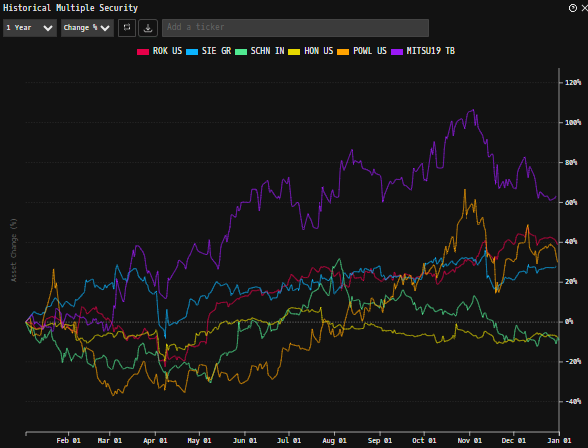 Historical Multiple Security
1 Year Change % Add a ticker
ROK US SIE GR SCHN IN HON US POWL US MITSU19 TB
120%
100%
80%
60%
40%
20%
0%
-20%
-40%
Asset Change (%)
Feb 01 Mar 01 Apr 01 May 01 Jun 01 Jul 01 Aug 01 Sep 01 Oct 01 Nov 01 Dec 01 Jan 01